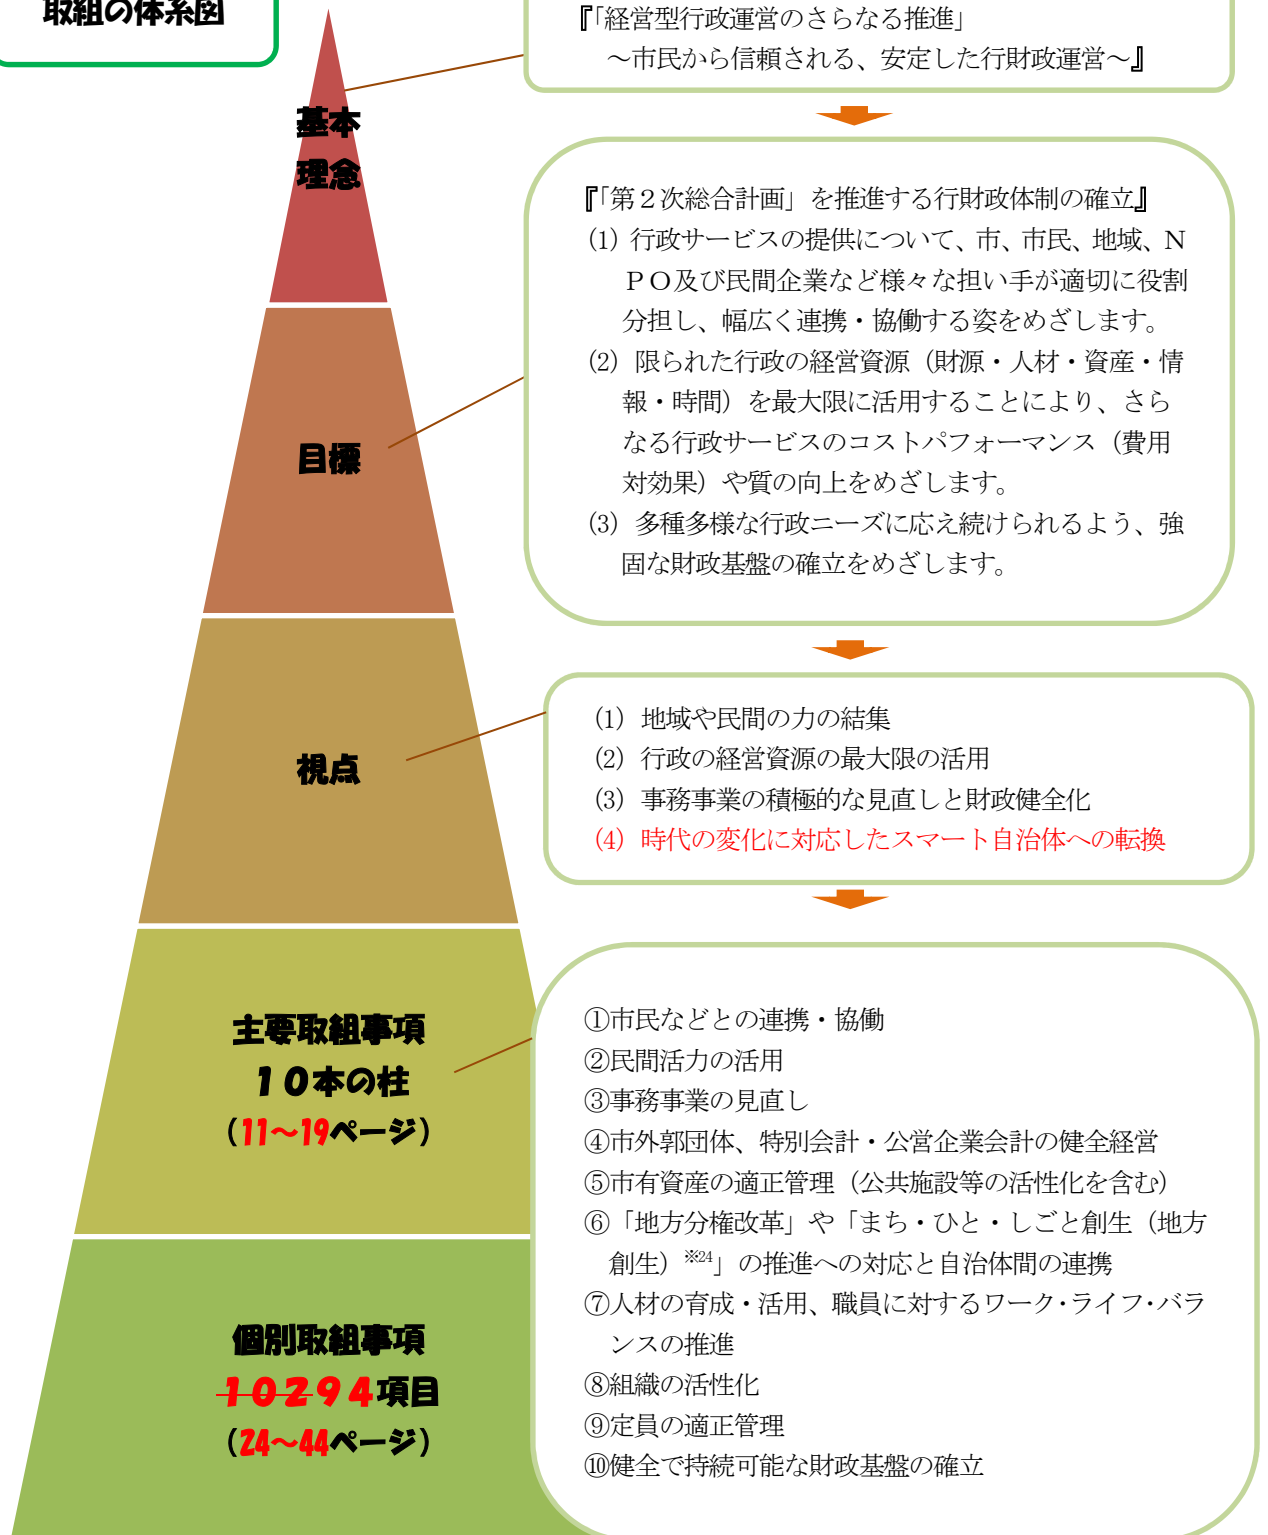 取組の体系図
『「経営型行政運営のさらなる推進」
～市民から信頼される、安定した行財政運営～』
基本
理念
『「第２次総合計画」を推進する行財政体制の確立』
(1) 行政サービスの提供について、市、市民、地域、Ｎ
ＰＯ及び民間企業など様々な担い手が適切に役割
分担し、幅広く連携・協働する姿をめざします。
(2) 限られた行政の経営資源（財源・人材・資産・情
報・時間）を最大限に活用することにより、さら
なる行政サービスのコストパフォーマンス（費用
対効果）や質の向上をめざします。
(3) 多種多様な行政ニーズに応え続けられるよう、強
固な財政基盤の確立をめざします。
目標
(1) 地域や民間の力の結集
(2) 行政の経営資源の最大限の活用
(3) 事務事業の積極的な見直しと財政健全化
(4) 時代の変化に対応したスマート自治体への転換
視点
主要取組事項
１０本の柱
（11～19ページ）
①市民などとの連携・協働
②民間活力の活用
③事務事業の見直し
④市外郭団体、特別会計・公営企業会計の健全経営
⑤市有資産の適正管理（公共施設等の活性化を含む）
⑥「地方分権改革」や「まち・ひと・しごと創生（地方
創生）※24」の推進への対応と自治体間の連携
⑦人材の育成・活用、職員に対するワーク・ライフ・バラ
ンスの推進
⑧組織の活性化
⑨定員の適正管理
⑩健全で持続可能な財政基盤の確立
個別取組事項
１０２９４項目
（24～44ページ）